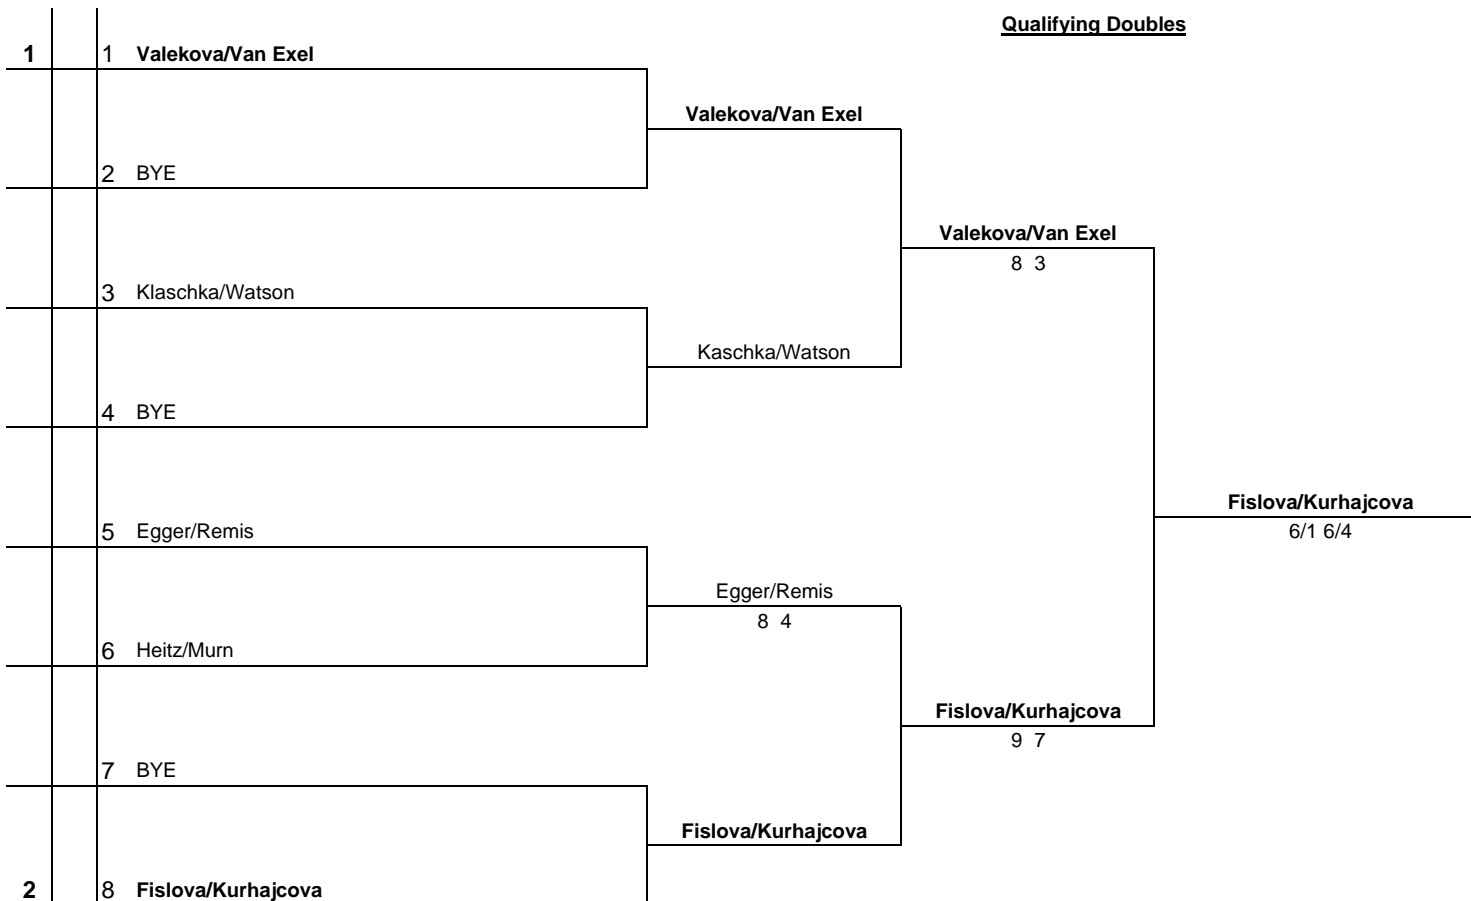 Qualifying Doubles
1 1 Valekova/Van Exel
Valekova/Van Exel
2 BYE
Valekova/Van Exel
8 3
3 Klaschka/Watson
Kaschka/Watson
4 BYE
Fislova/Kurhajcova
6/1 6/4
5 Egger/Remis
Egger/Remis
8 4
6 Heitz/Murn
Fislova/Kurhajcova
9 7
7 BYE
Fislova/Kurhajcova
2 8 Fislova/Kurhajcova